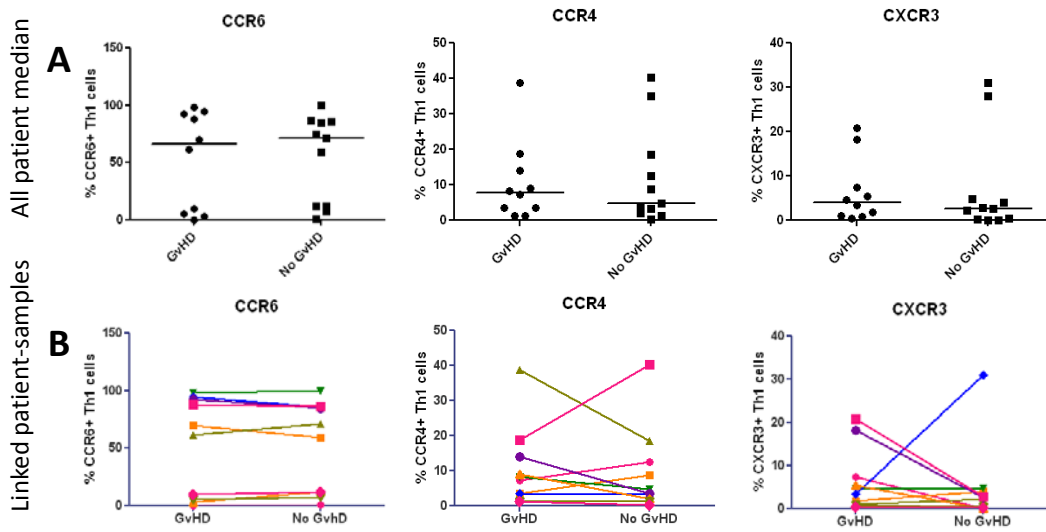 All patient median
A
CCR6
% CCR6+ Th1 cells
150
100
50
0
GvHD
No GvHD
CCR4
% CCR4+ Th1 cells
50
40
30
20
10
0
GvHD
No GvHD
CXCR3
% CXCR3+ Th1 cells
40
30
20
10
0
GvHD
No GvHD
Linked patient-samples
B
CCR6
% CCR6+ Th1 cells
150
100
50
0
GvHD
No GvhD
CCR4
% CCR4+ Th1 cells
50
40
30
20
10
0
GvHD
No GvHD
CXCR3
% CXCR3+ Th1 cells
40
30
20
10
0
GvHD
No GvHD